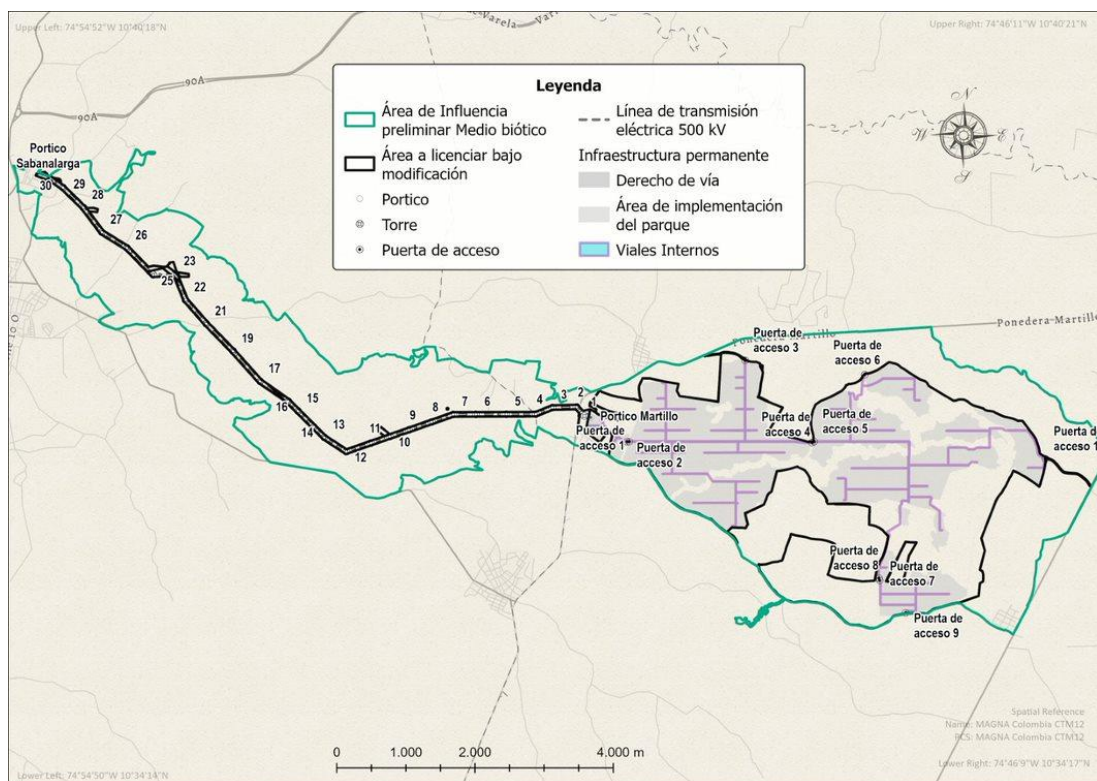 Upper Left: 74°54'52"W 10°40'18"N
Upper Right: 74°46'11"W 10°40'21"N
90A
90A
Leyenda
Área de Influencia
preliminar Medio biótico
Área a licenciar bajo
modificación
Portico
Torre
Puerta de acceso
Línea de transmisión
eléctrica 500 kV
Infraestructura permanente
Derecho de vía
Área de implementación
del parque
Viales Internos
N
E
S
W
Portico
Sabanalarga
30
29
28
27
26
25
23
22
21
19
17
16
15
14
13
12
11
10
9
8
7
6
5
4
3
2
1
Portico Martillo
Puerta de
acceso 1
Puerta de
acceso 2
Puerta de
acceso 3
Puerta de
acceso 4
Puerta de
acceso 5
Puerta de
acceso 6
Puerta de
acceso 8
Puerta de
acceso 7
Puerta de
acceso 9
Puerta de
acceso 1
Ponedera Martillo
Ponedera Martillo
0 1.000 2.000 4.000 m
Spatial Reference
Name: MAGNA Colombia CTM12
PCS: MAGNA Colombia CTM12
Lower Left: 74°54'50"W 10°34'14"N
Lower Right: 74°46'9"W 10°34'17"N